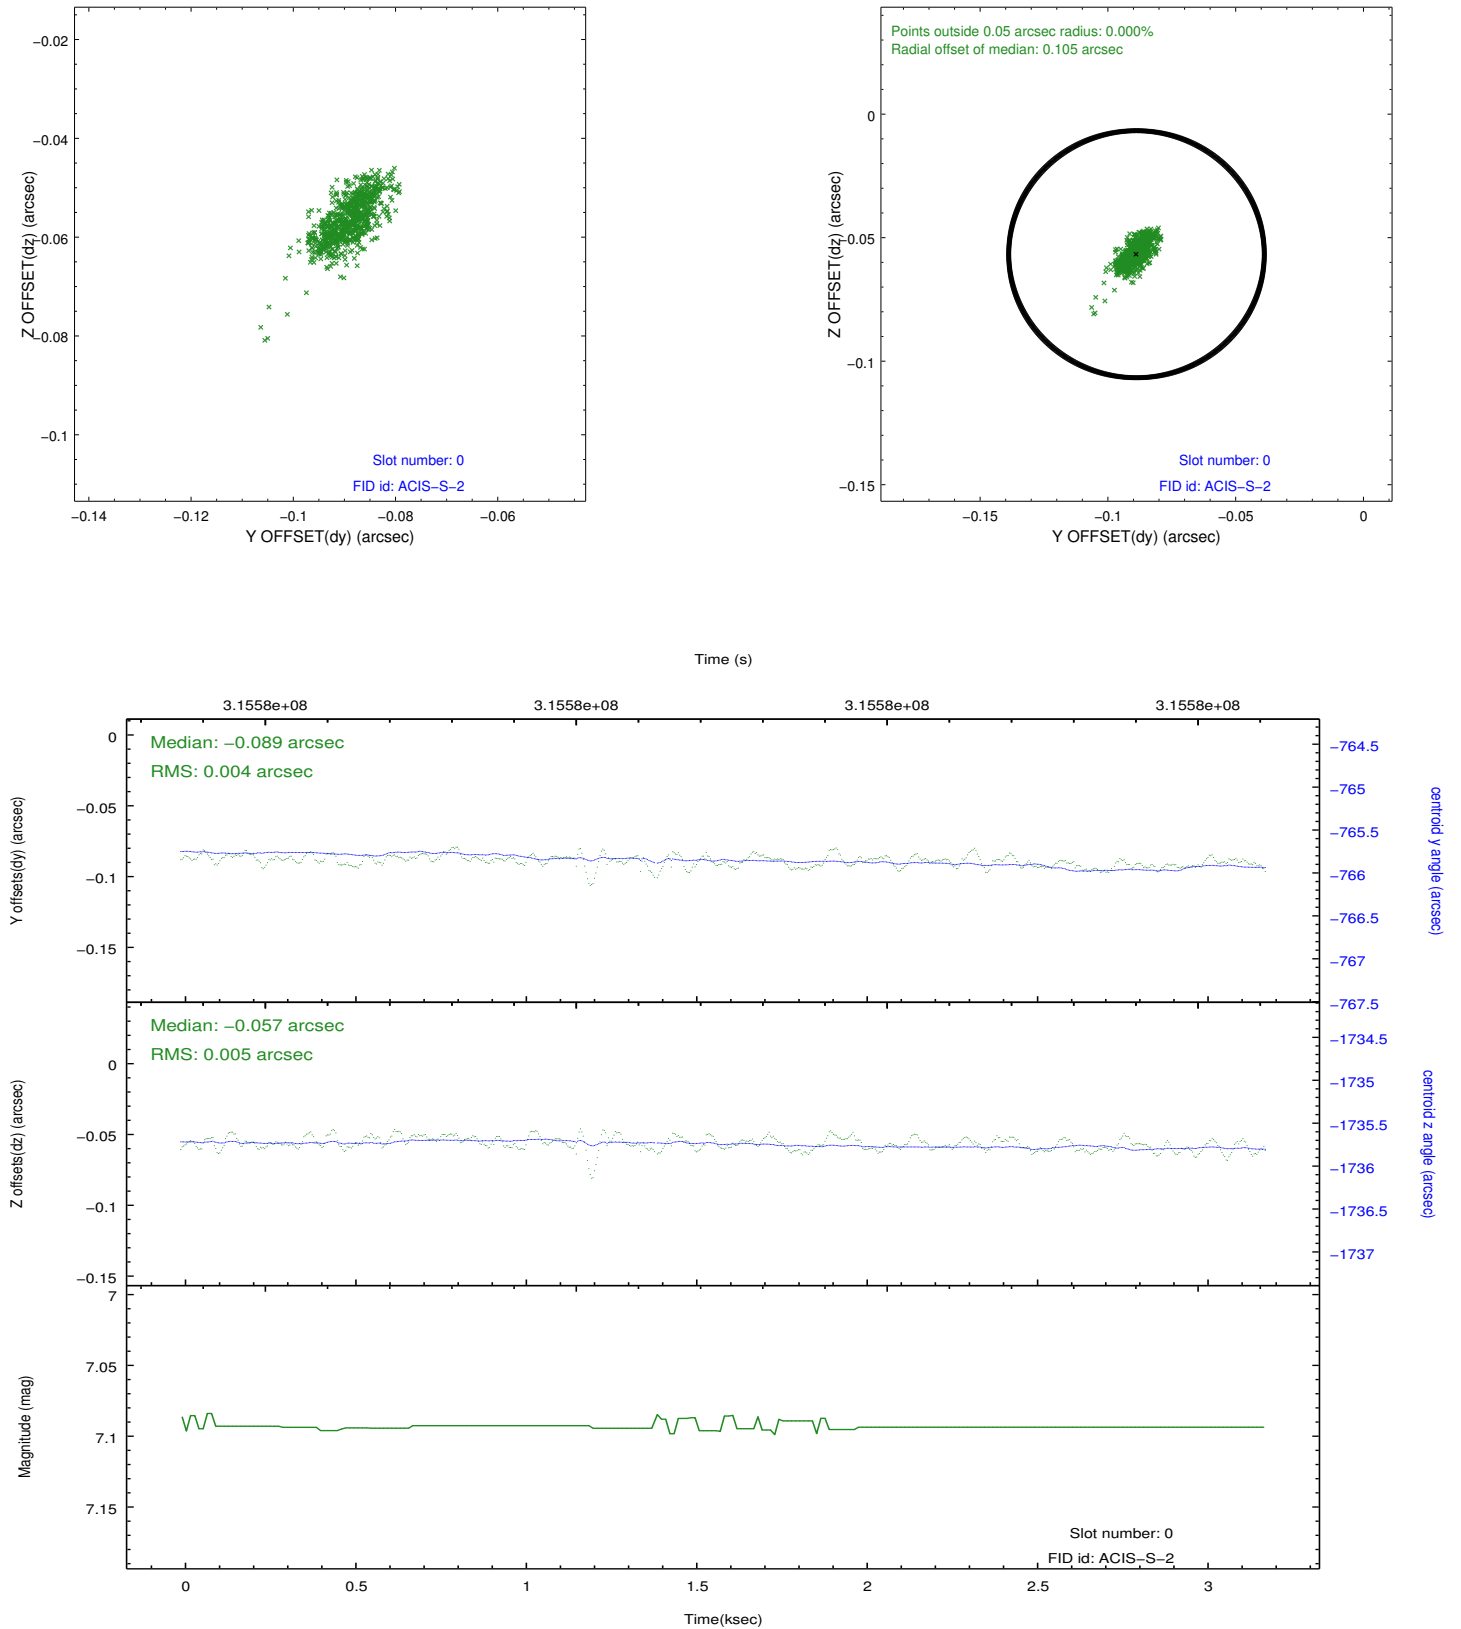 −0.02
−0.04
−0.06
−0.08
−0.1
Z OFFSET(dz) (arcsec)
Slot number: 0
FID id: ACIS−S−2
−0.14 −0.12 −0.1 −0.08 −0.06
Y OFFSET(dy) (arcsec)
Points outside 0.05 arcsec radius: 0.000%
Radial offset of median: 0.105 arcsec
0
−0.05
−0.1
−0.15
Z OFFSET(dz) (arcsec)
Slot number: 0
FID id: ACIS−S−2
−0.15 −0.1 −0.05 0
Y OFFSET(dy) (arcsec)
Time (s)
3.1558e+08 3.1558e+08 3.1558e+08 3.1558e+08
Median: −0.089 arcsec
RMS: 0.004 arcsec
0
−0.05
−0.1
−0.15
Y offsets(dy) (arcsec)
−764.5
−765
−765.5
−766
−766.5
−767
−767.5
centroid y angle (arcsec)
Median: −0.057 arcsec
RMS: 0.005 arcsec
0
−0.05
−0.1
−0.15
Z offsets(dz) (arcsec)
−1734.5
−1735
−1735.5
−1736
−1736.5
−1737
centroid z angle (arcsec)
7
7.05
7.1
7.15
Magnitude (mag)
Slot number: 0
FID id: ACIS−S−2
0 0.5 1 1.5 2 2.5 3
Time(ksec)